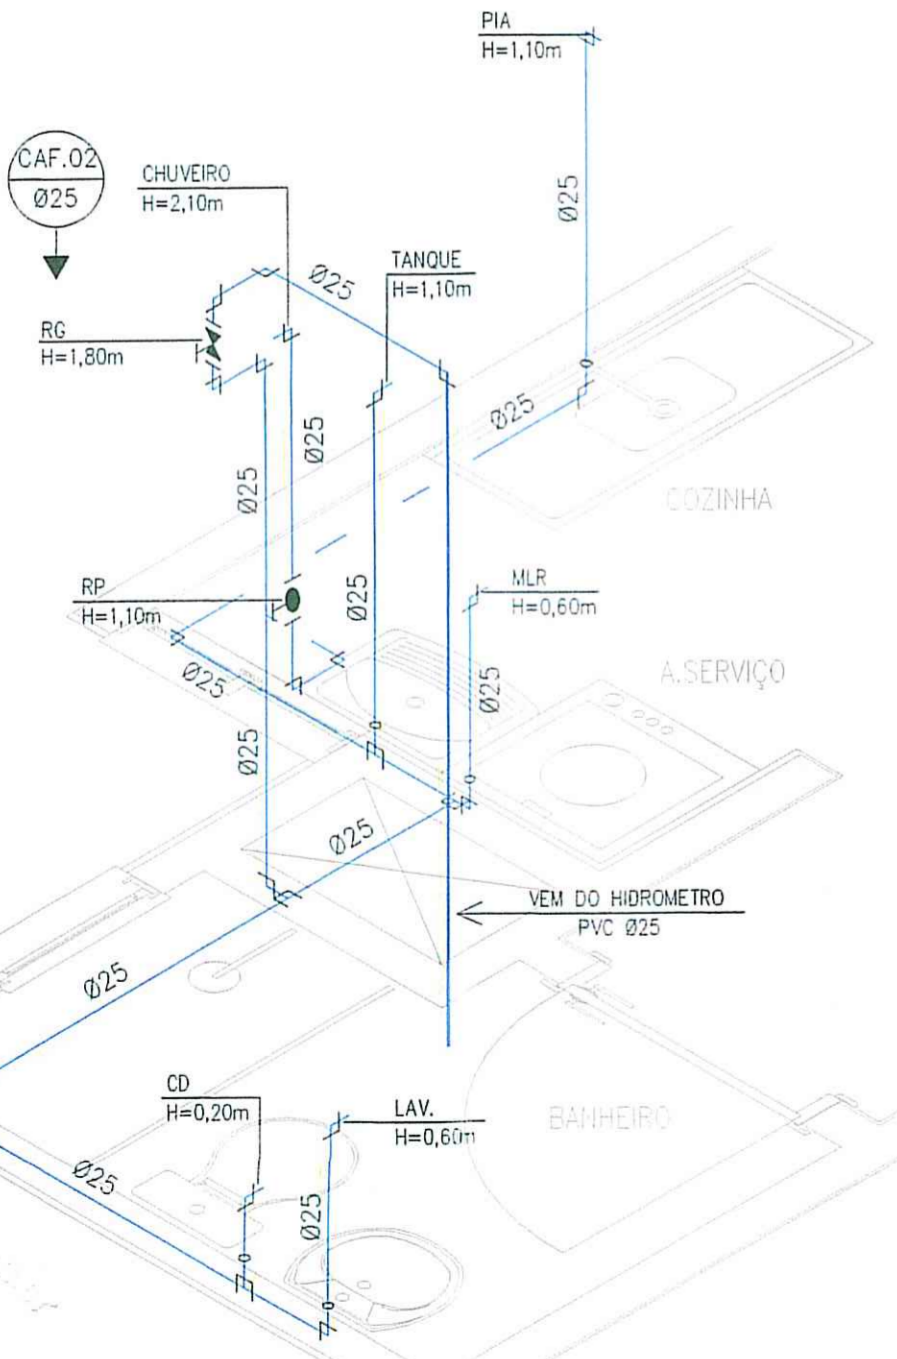 PIA
H=1,10m
CAF.02
Ø25
CHUVEIRO
H=2,10m
Ø25
Ø25
TANQUE
H=1,10m
RG
H=1,80m
Ø25
Ø25
Ø25
COZINHA
RP
H=1,10m
Ø25
MLR
H=0,60m
Ø25
Ø25
A.SERVIÇO
Ø25
Ø25
VEM DO HIDROMETRO
PVC Ø25
Ø25
CD
H=0,20m
LAV.
H=0,60m
BANHEIRO
Ø25
Ø25